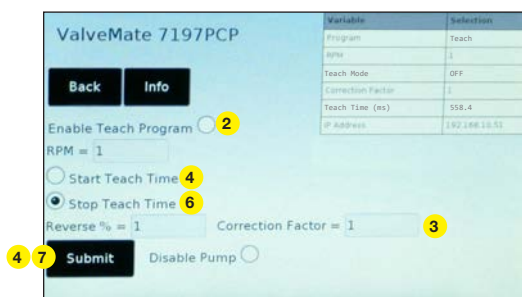 ValveMate 7197PCP
Variable Selection
Program Teach
RPM 1
Teach Mode OFF
Correction Factor 1
Teach Time (ms) 558.4
IP Address 192.168.10.51
Back Info
Enable Teach Program 2
RPM = 1
Start Teach Time 4
Stop Teach Time 6
Reverse % = 1 Correction Factor = 1 3
4 7 Submit Disable Pump